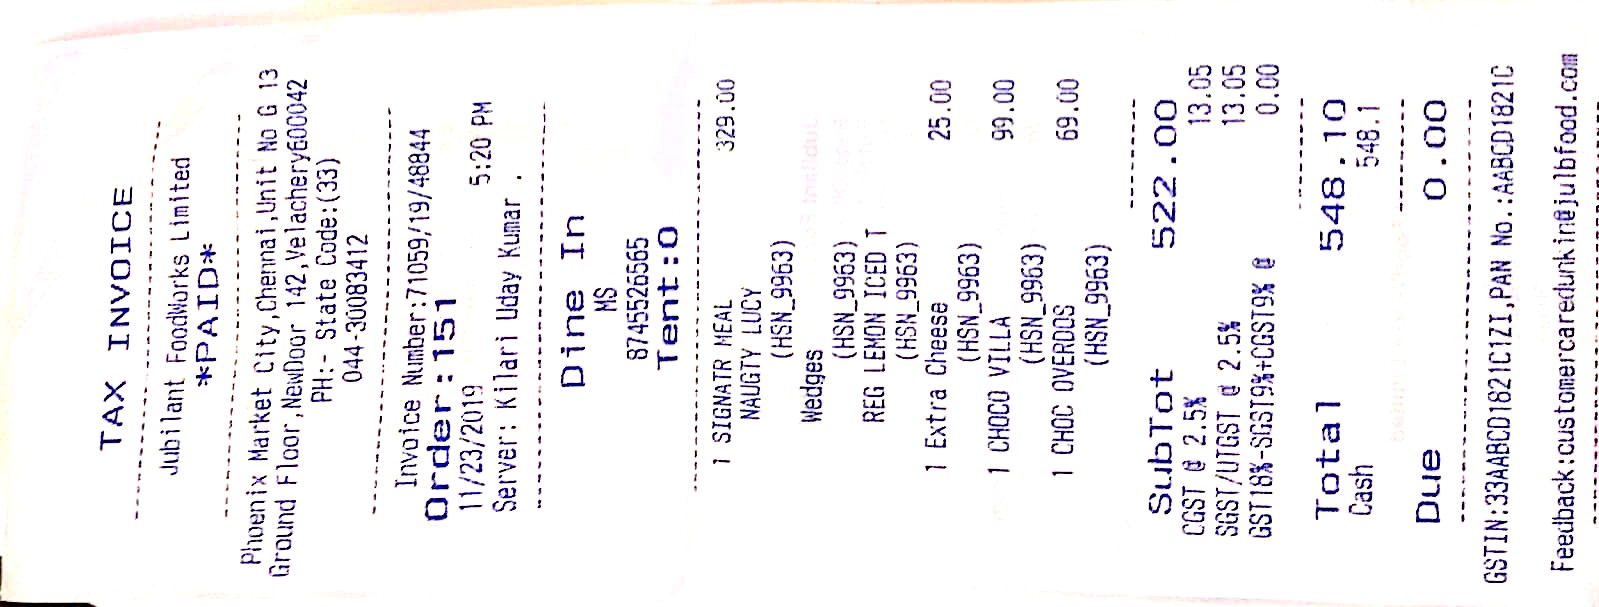 TAX INVOICE
Jubilant FoodWorks Limited
*PAID*
Phoenix Market City,Chennai,Unit No G 13
Ground Floor,NewDoor 142,Velachery600042
PH:- State Code:(33)
044-30083412
Invoice Number:71059/19/48844
Order:151
11/23/2019 5:20 PM
Server: Kilari Uday Kumar .
Dine In
MS
8745526565
Tent:0
1 SIGNATR MEAL 329.00
NAUGTY LUCY
(HSN_9963)
Wedges
(HSN_9963)
REG LEMON ICED T
(HSN_9963)
1 Extra Cheese 25.00
(HSN_9963)
1 CHOCO VILLA 99.00
(HSN_9963)
1 CHOC OVERDOS 69.00
(HSN_9963)
SubTot 522.00
CGST @ 2.5% 13.05
SGST/UTGST @ 2.5% 13.05
GST18%-SGST9%+CGST9% @ 0.00
Total 548.10
Cash 548.1
Due 0.00
GSTIN:33AABCD1821C1ZI,PAN No.:AABCD1821C
Feedback:customercaredunkin@julbfood.com